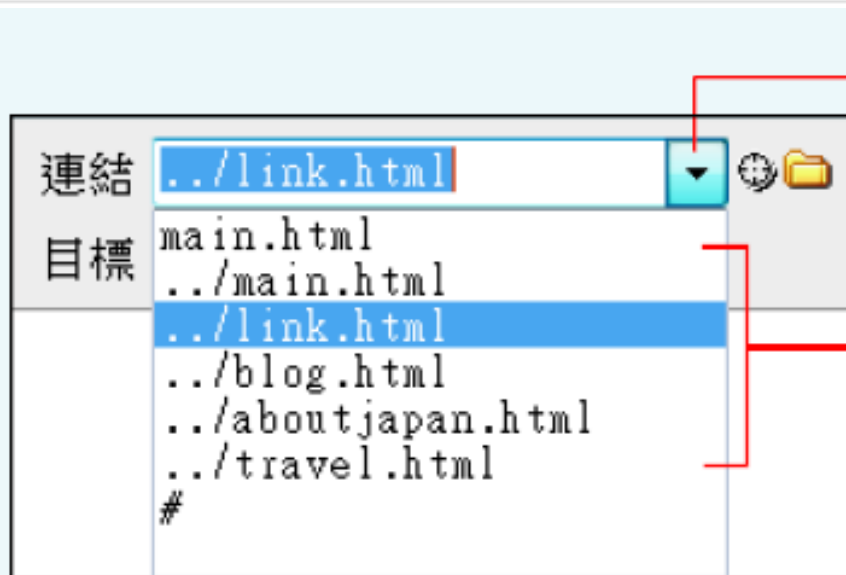 連結 ../link.html
目標
main.html
../main.html
../link.html
../blog.html
../aboutjapan.html
../travel.html
#